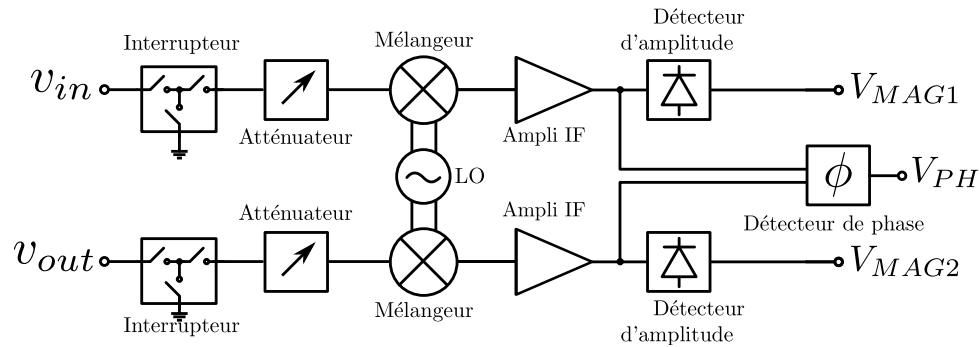 Détecteur
d'amplitude
Interrupteur
Mélangeur
v_in
V_MAG1
Atténuateur
Ampli IF
LO
ϕ
V_PH
Atténuateur
Ampli IF
Détecteur de phase
v_out
V_MAG2
Interrupteur
Mélangeur
Détecteur
d'amplitude